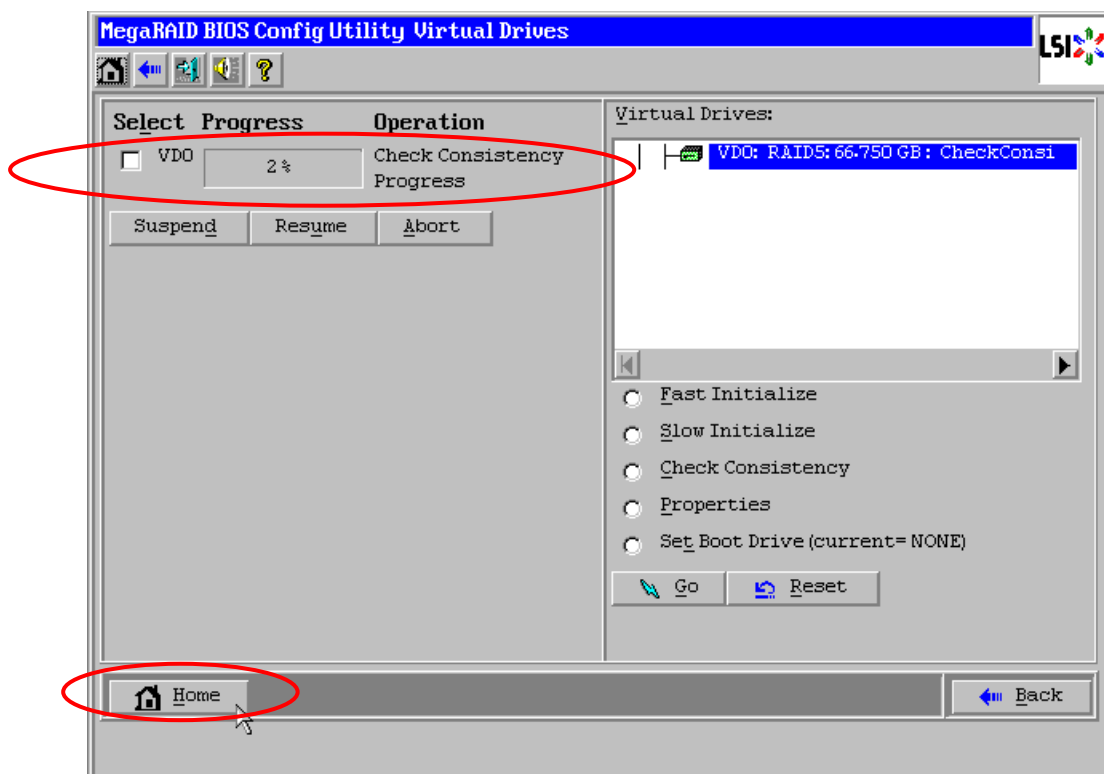 MegaRAID BIOS Config Utility Virtual Drives
LSI
Select Progress Operation
VD0 2% Check Consistency
Progress
Suspend Resume Abort
Virtual Drives:
VD0: RAID5: 66.750 GB: CheckConsi
Fast Initialize
Slow Initialize
Check Consistency
Properties
Set Boot Drive (current= NONE)
Go Reset
Home Back